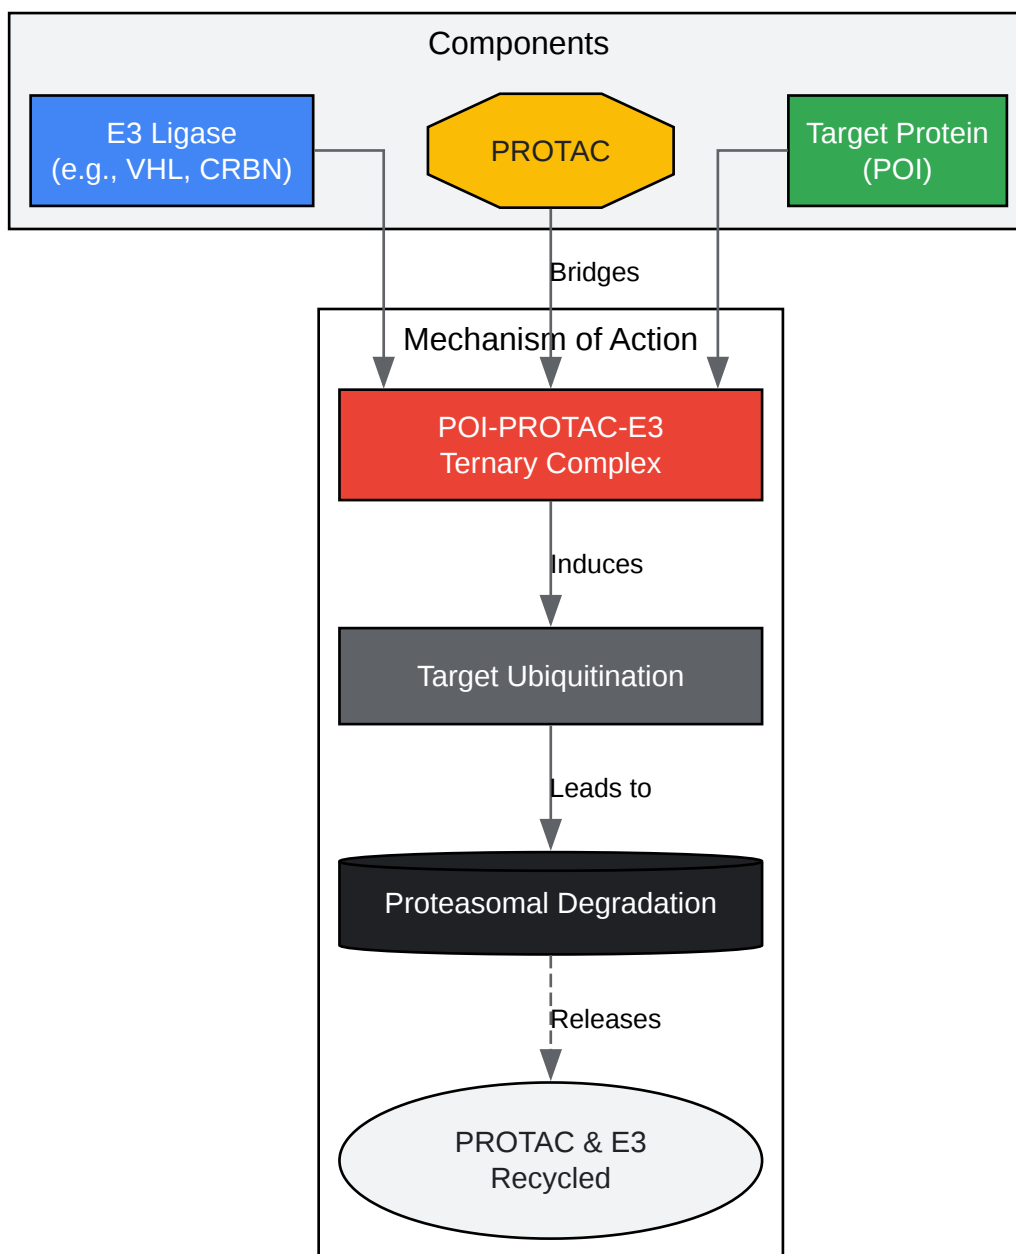 Components
E3 Ligase
(e.g., VHL, CRBN)
PROTAC
Target Protein
(POI)
Bridges
Mechanism of Action
POI-PROTAC-E3
Ternary Complex
Induces
Target Ubiquitination
Leads to
Proteasomal Degradation
Releases
PROTAC & E3
Recycled